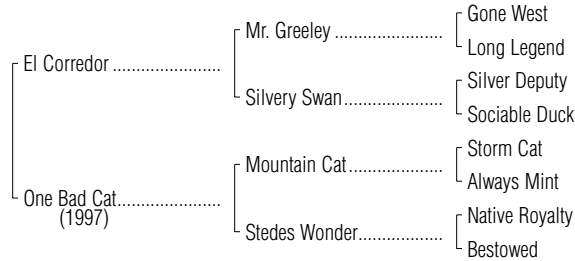 Gone West
Mr. Greeley ....................
Long Legend
El Corredor .....................
Silver Deputy
Silvery Swan..................
Sociable Duck
Storm Cat
Mountain Cat..................
Always Mint
One Bad Cat....................
(1997)
Native Royalty
Stedes Wonder................
Bestowed